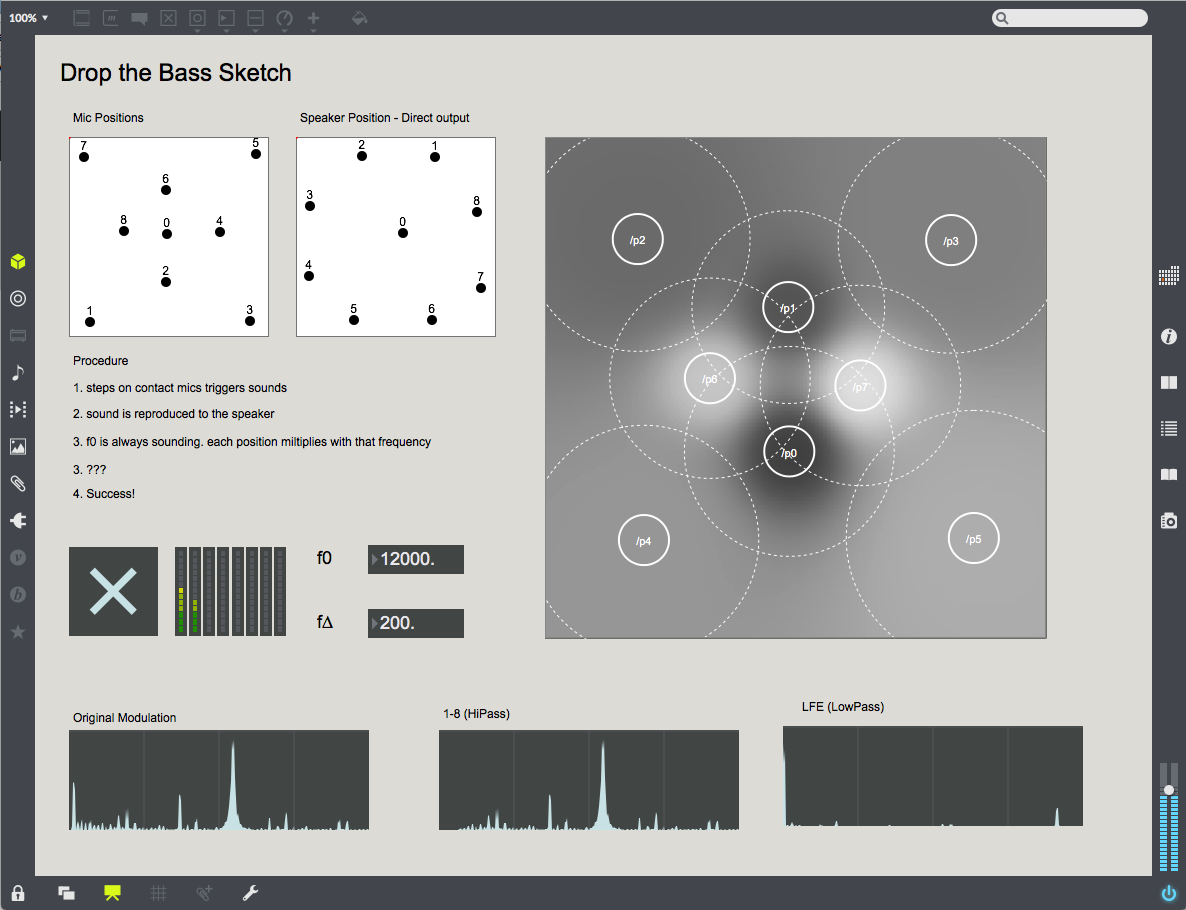 100%
Drop the Bass Sketch
Mic Positions
Speaker Position - Direct output
7
5
6
8
0
4
2
1
3
2
1
3
8
0
4
7
5
6
/p2
/p3
/p1
/p6
/p7
/p0
/p4
/p5
Procedure
1. steps on contact mics triggers sounds
2. sound is reproduced to the speaker
3. f0 is always sounding. each position miltiplies with that frequency
3. ???
4. Success!
f0
12000.
fΔ
200.
Original Modulation
1-8 (HiPass)
LFE (LowPass)